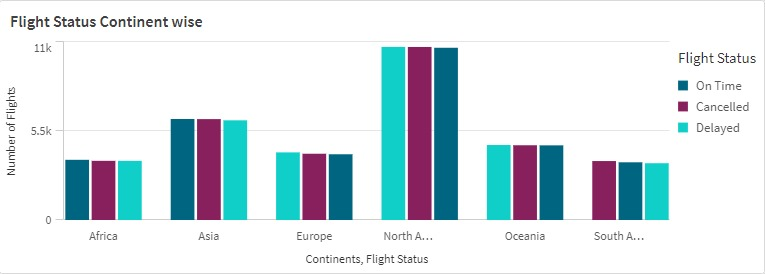 Flight Status Continent wise
11k
5.5k
0
Number of Flights
Africa
Asia
Europe
North A...
Oceania
South A...
Continents, Flight Status
Flight Status
On Time
Cancelled
Delayed